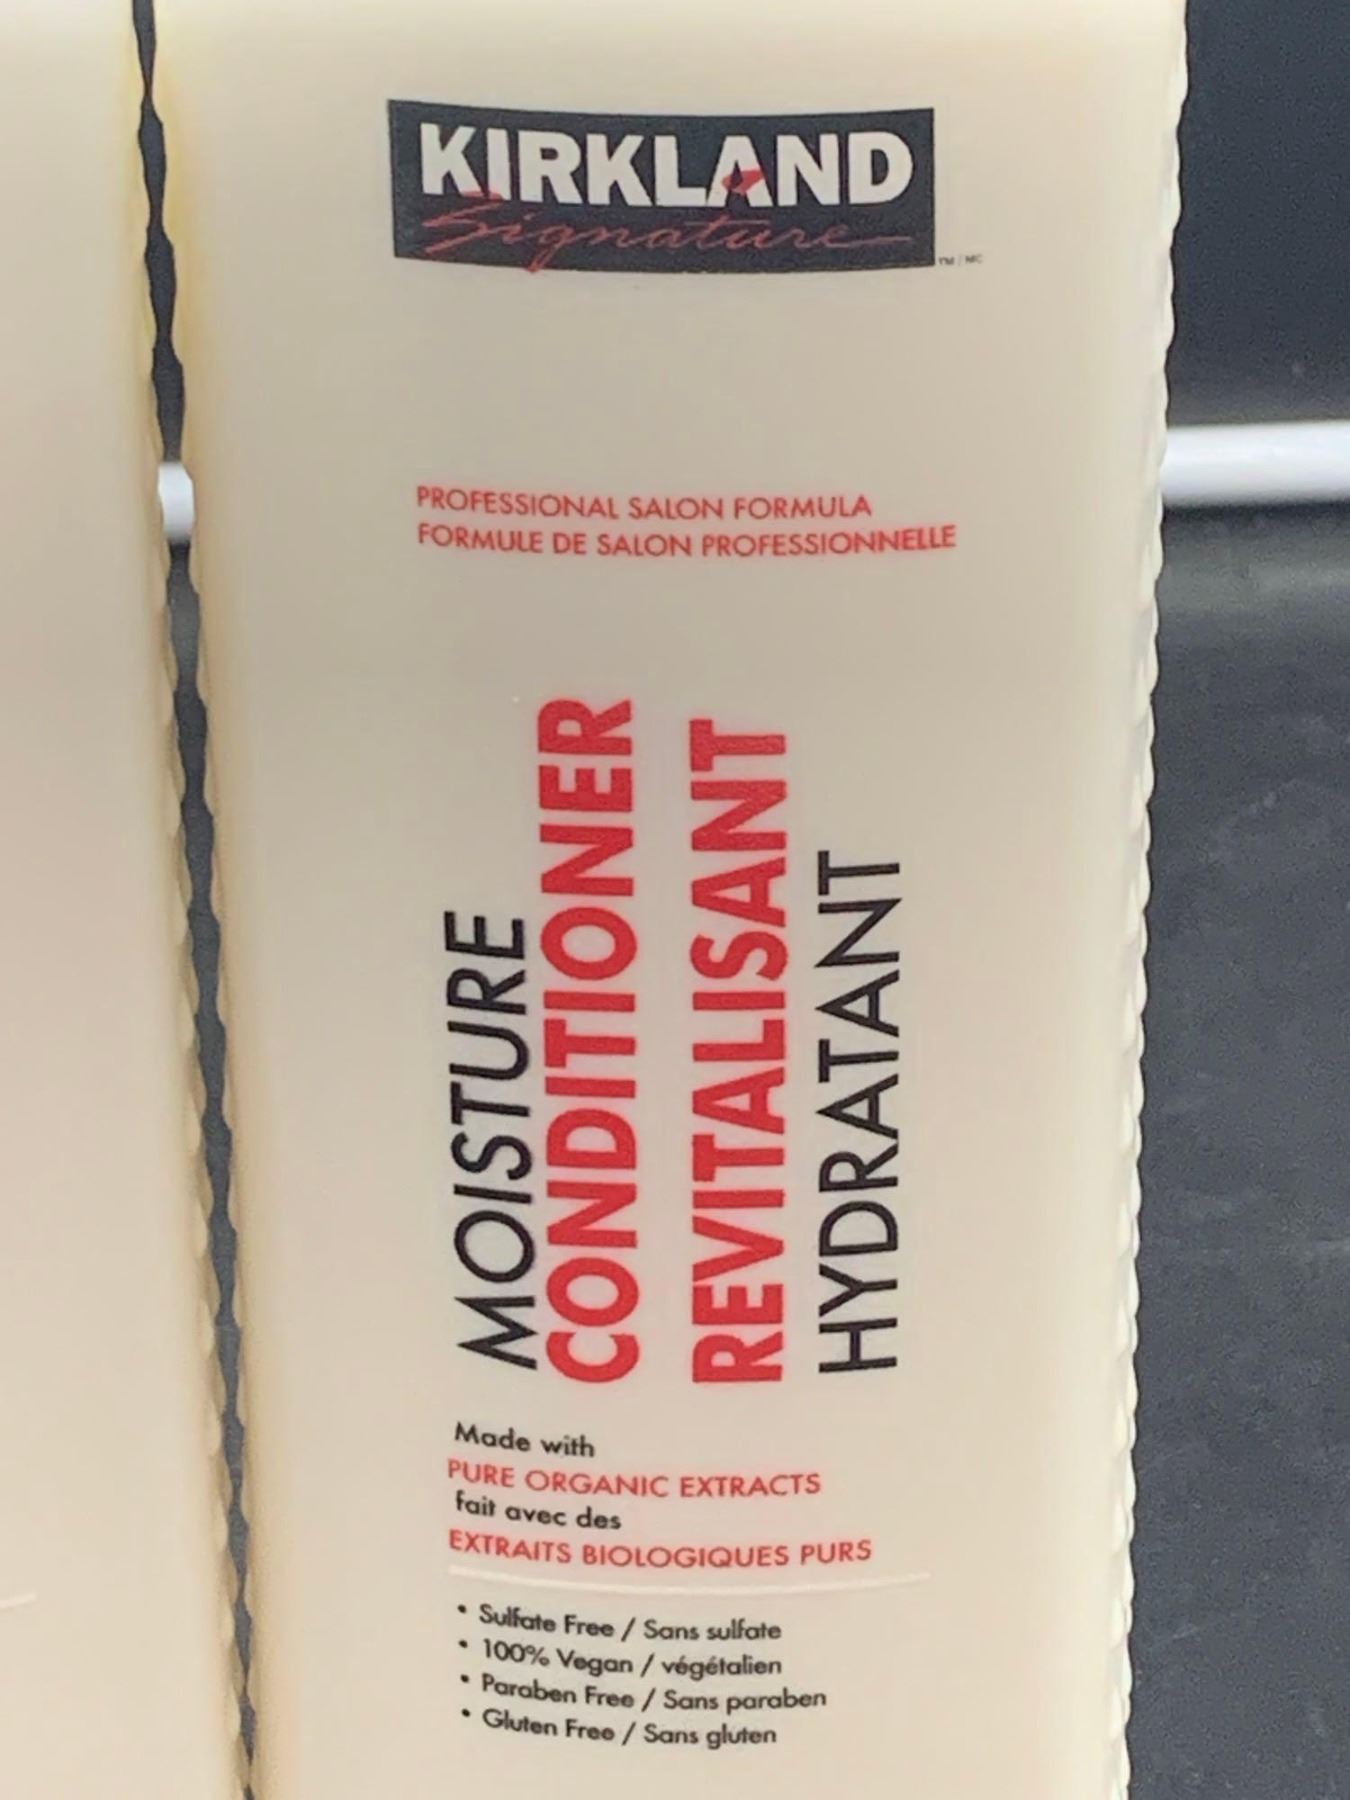 KIRKLAND
Signature
TM / MC
PROFESSIONAL SALON FORMULA
FORMULE DE SALON PROFESSIONNELLE
MOISTURE
CONDITIONER
REVITALISANT
HYDRATANT
Made with
PURE ORGANIC EXTRACTS
fait avec des
EXTRAITS BIOLOGIQUES PURS
• Sulfate Free / Sans sulfate
• 100% Vegan / végétalien
• Paraben Free / Sans paraben
• Gluten Free / Sans gluten